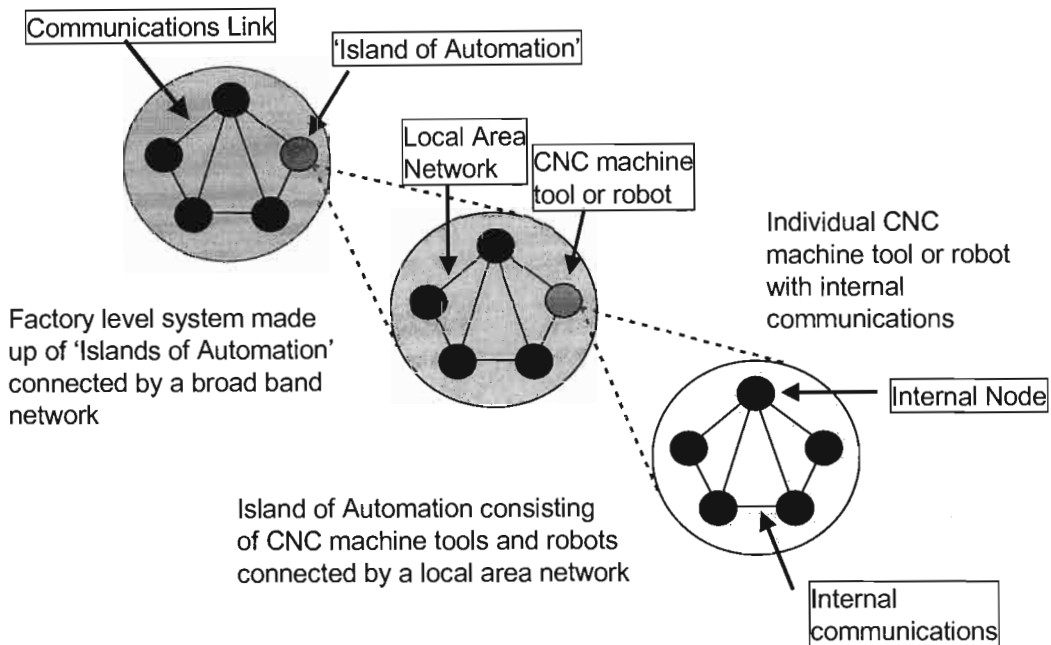 Communications Link
'Island of Automation'
Local Area
Network
CNC machine
tool or robot
Individual CNC
machine tool or robot
with internal
communications
Factory level system made
up of 'Islands of Automation'
connected by a broad band
network
Internal Node
Island of Automation consisting
of CNC machine tools and robots
connected by a local area network
Internal
communications